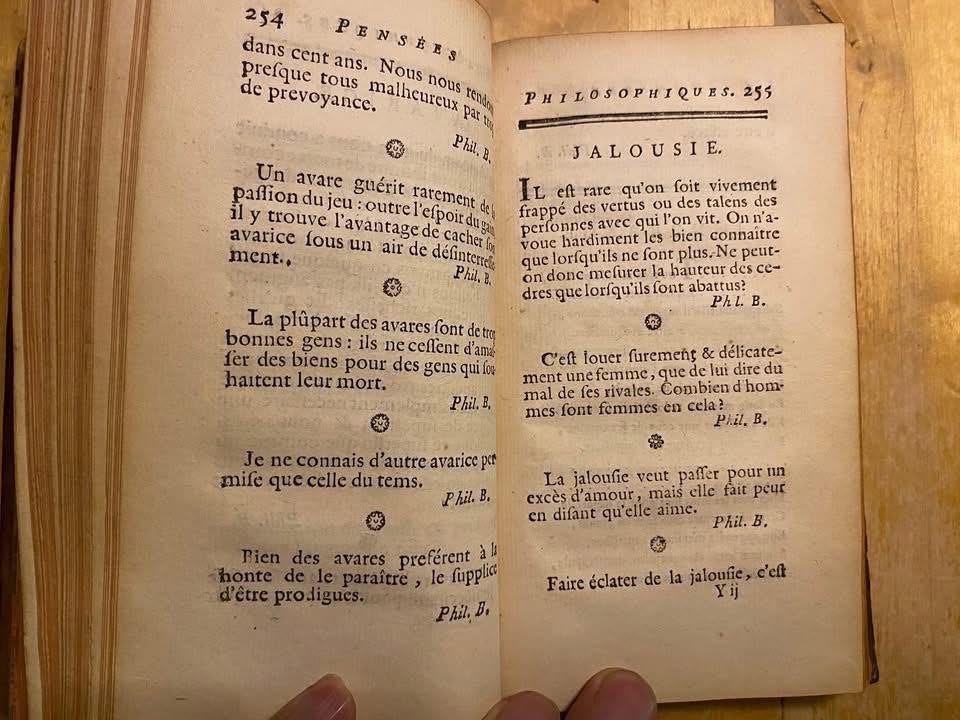 254 PENSÉES
dans cent ans. Nous nous rendons
preſque tous malheureux par trop
de prevoyance.
Phil. B.
Un avare guérit rarement de la
paſſion du jeu : outre l'eſpoir du gain
il y trouve l'avantage de cacher ſon
avarice ſous un air de déſintereſſe
ment.
Phil. B.
La plûpart des avares ſont de trop
bonnes gens : ils ne ceſſent d'amaſ
ſer des biens pour des gens qui ſou
haitent leur mort.
Phil. B.
Je ne connais d'autre avarice per
miſe que celle du tems.
Phil. B.
Bien des avares preférent à la
honte de le paraître, le ſupplice
d'être prodigues.
Phil. B.
PHILOSOPHIQUES. 255
JALOUSIE.
IL eſt rare qu'on ſoit vivement
frappé des vertus ou des talens des
perſonnes avec qui l'on vit. On n'a-
voue hardiment les bien connaître
que lorſqu'ils ne ſont plus. Ne peut-
on donc meſurer la hauteur des ce-
dres que lorſqu'ils ſont abattus?
Phl. B.
C'eſt louer ſurement & délicate-
ment une femme, que de lui dire du
mal de ſes rivales. Combien d'hom-
mes ſont femmes en cela?
Phil. B.
La jalouſie veut paſſer pour un
excès d'amour, mais elle fait peur
en diſant qu'elle aime.
Phil. B.
Faire éclater de la jalouſie, c'eſt
Y ij